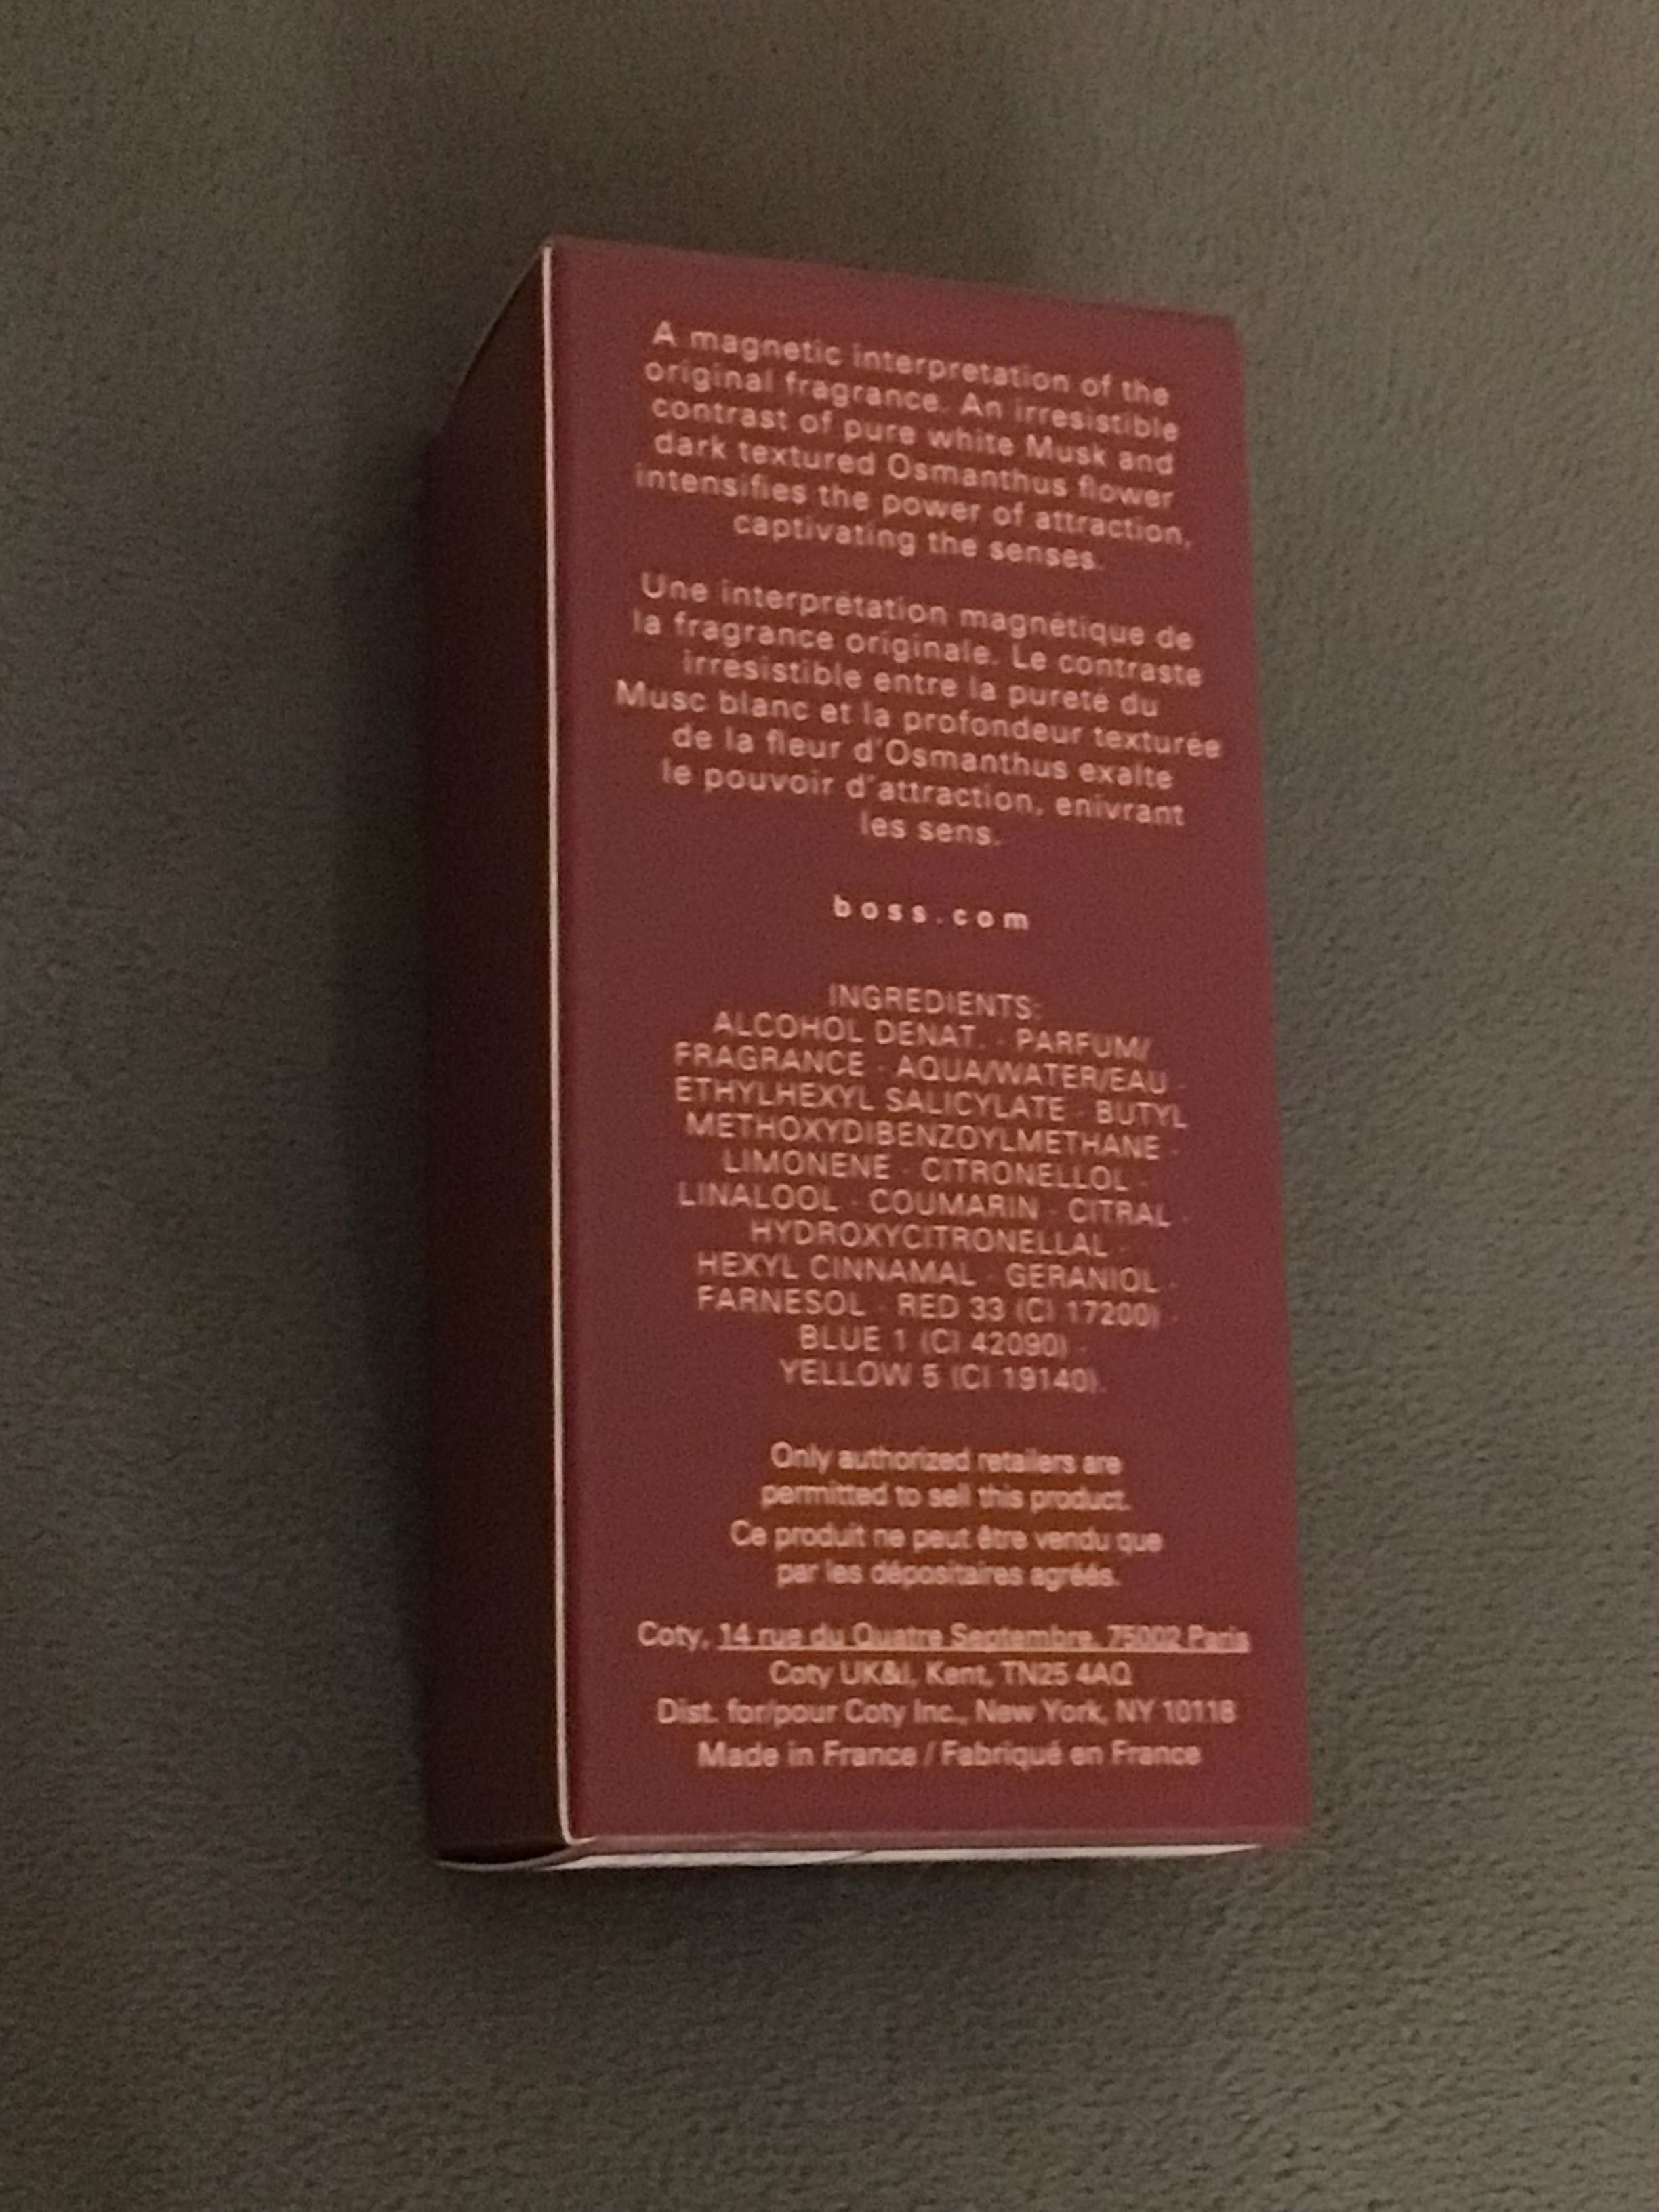 A magnetic interpretation of the
original fragrance. An irresistible
contrast of pure white Musk and
dark textured Osmanthus flower
intensifies the power of attraction,
captivating the senses.
Une interprétation magnétique de
la fragrance originale. Le contraste
irrésistible entre la pureté du
Musc blanc et la profondeur texturée
de la fleur d'Osmanthus exalte
le pouvoir d'attraction, enivrant
les sens.
boss.com
INGREDIENTS:
ALCOHOL DENAT. · PARFUM/
FRAGRANCE · AQUA/WATER/EAU ·
ETHYLHEXYL SALICYLATE · BUTYL
METHOXYDIBENZOYLMETHANE ·
LIMONENE · CITRONELLOL ·
LINALOOL · COUMARIN · CITRAL ·
HYDROXYCITRONELLAL ·
HEXYL CINNAMAL · GERANIOL ·
FARNESOL · RED 33 (CI 17200) ·
BLUE 1 (CI 42090) ·
YELLOW 5 (CI 19140).
Only authorized retailers are
permitted to sell this product.
Ce produit ne peut être vendu que
par les dépositaires agréés.
Coty, 14 rue du Quatre Septembre, 75002 Paris
Coty UK&I, Kent, TN25 4AQ
Dist. for/pour Coty Inc., New York, NY 10118
Made in France / Fabriqué en France